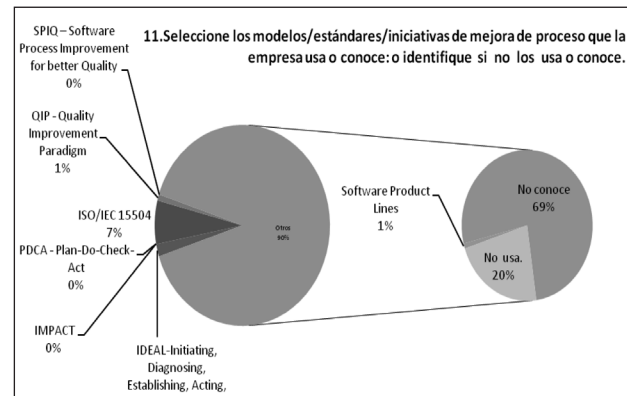 11.Seleccione los modelos/estándares/iniciativas de mejora de proceso que la
empresa usa o conoce: o identifique si no los usa o conoce.
SPIQ – Software
Process Improvement
for better Quality
0%
QIP - Quality
Improvement
Paradigm
1%
ISO/IEC 15504
7%
PDCA - Plan-Do-Check-
Act
0%
IMPACT
0%
IDEAL-Initiating,
Diagnosing,
Establishing, Acting,
Otros
Software Product
Lines
1%
No conoce
69%
No usa.
20%